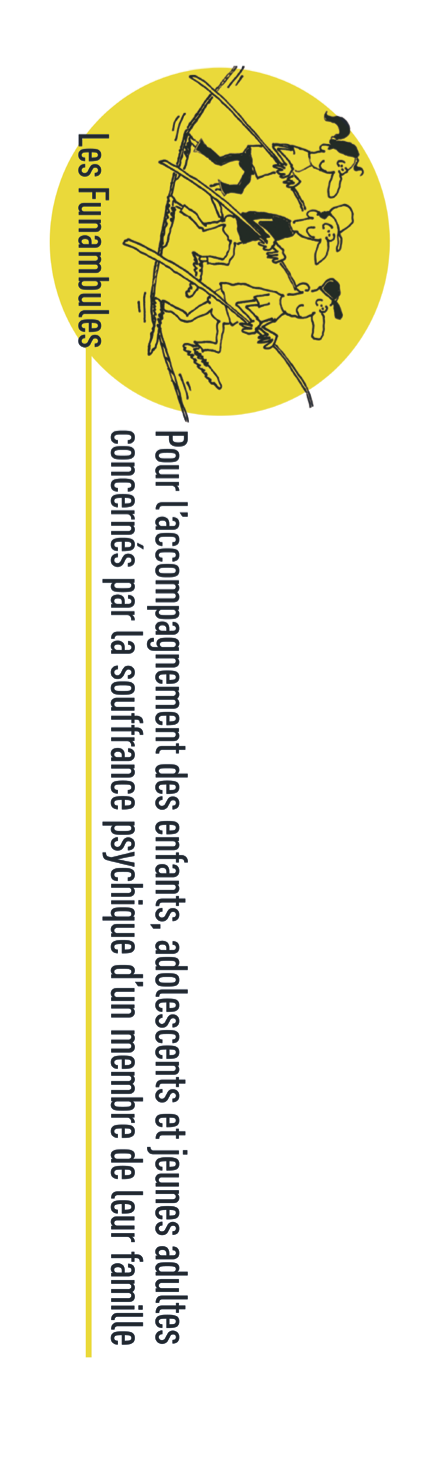 Les Funambules
Pour l'accompagnement des enfants, adolescents et jeunes adultes
concernés par la souffrance psychique d'un membre de leur famille